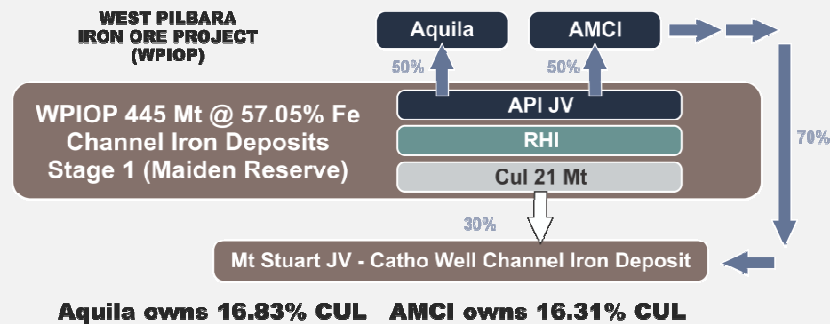 WEST PILBARA
IRON ORE PROJECT
(WPIOP)
Aquila
AMCI
50%
50%
WPIOP 445 Mt @ 57.05% Fe
Channel Iron Deposits
Stage 1 (Maiden Reserve)
API JV
RHI
Cul 21 Mt
70%
30%
Mt Stuart JV - Catho Well Channel Iron Deposit
Aquila owns 16.83% CUL AMCI owns 16.31% CUL